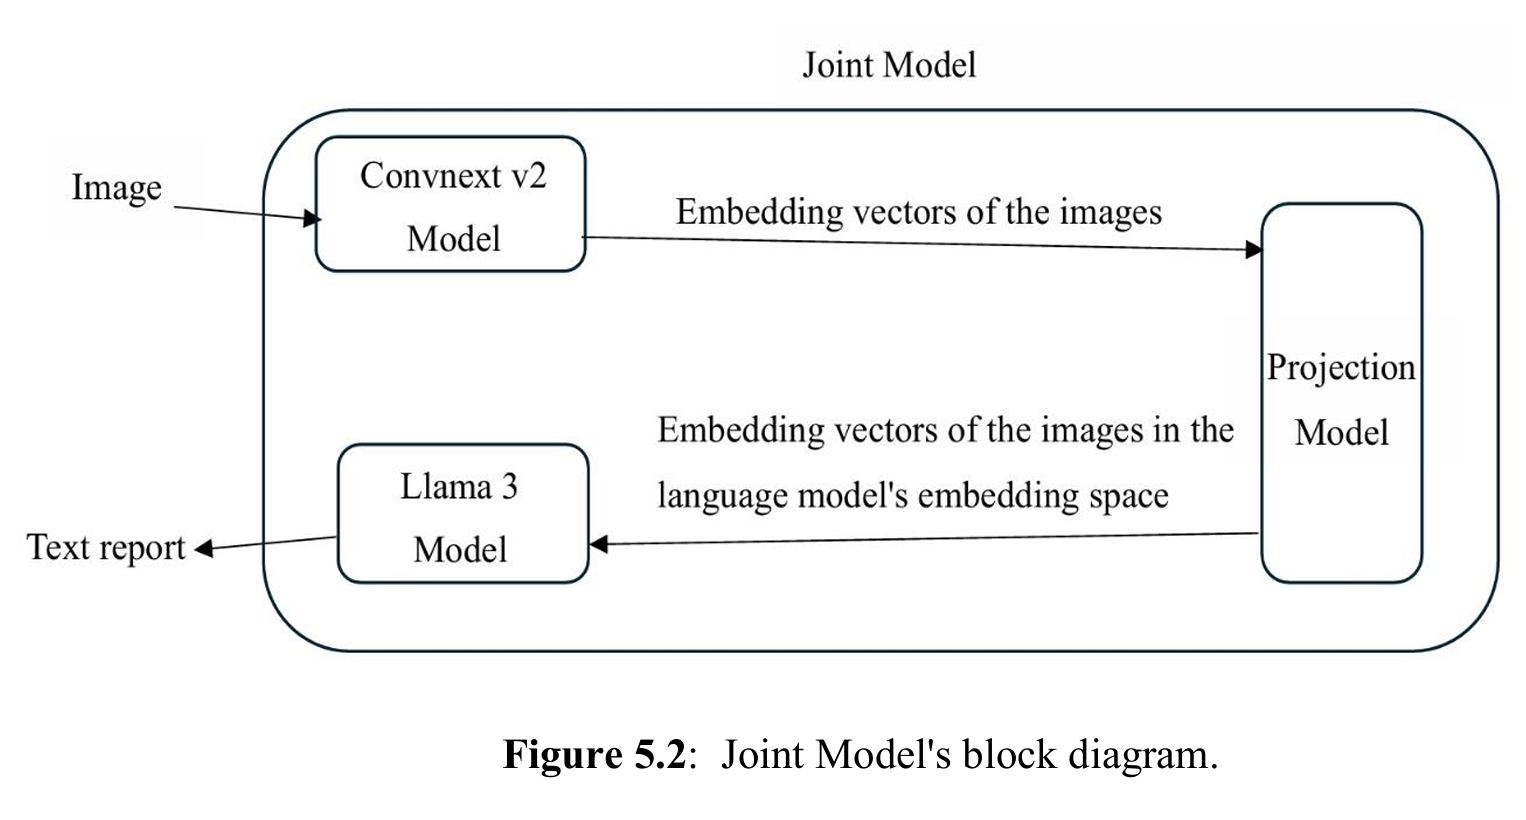 Joint Model
Image
Convnext v2
Model
Embedding vectors of the images
Projection
Model
Embedding vectors of the images in the
language model's embedding space
Llama 3
Model
Text report
Figure 5.2: Joint Model's block diagram.